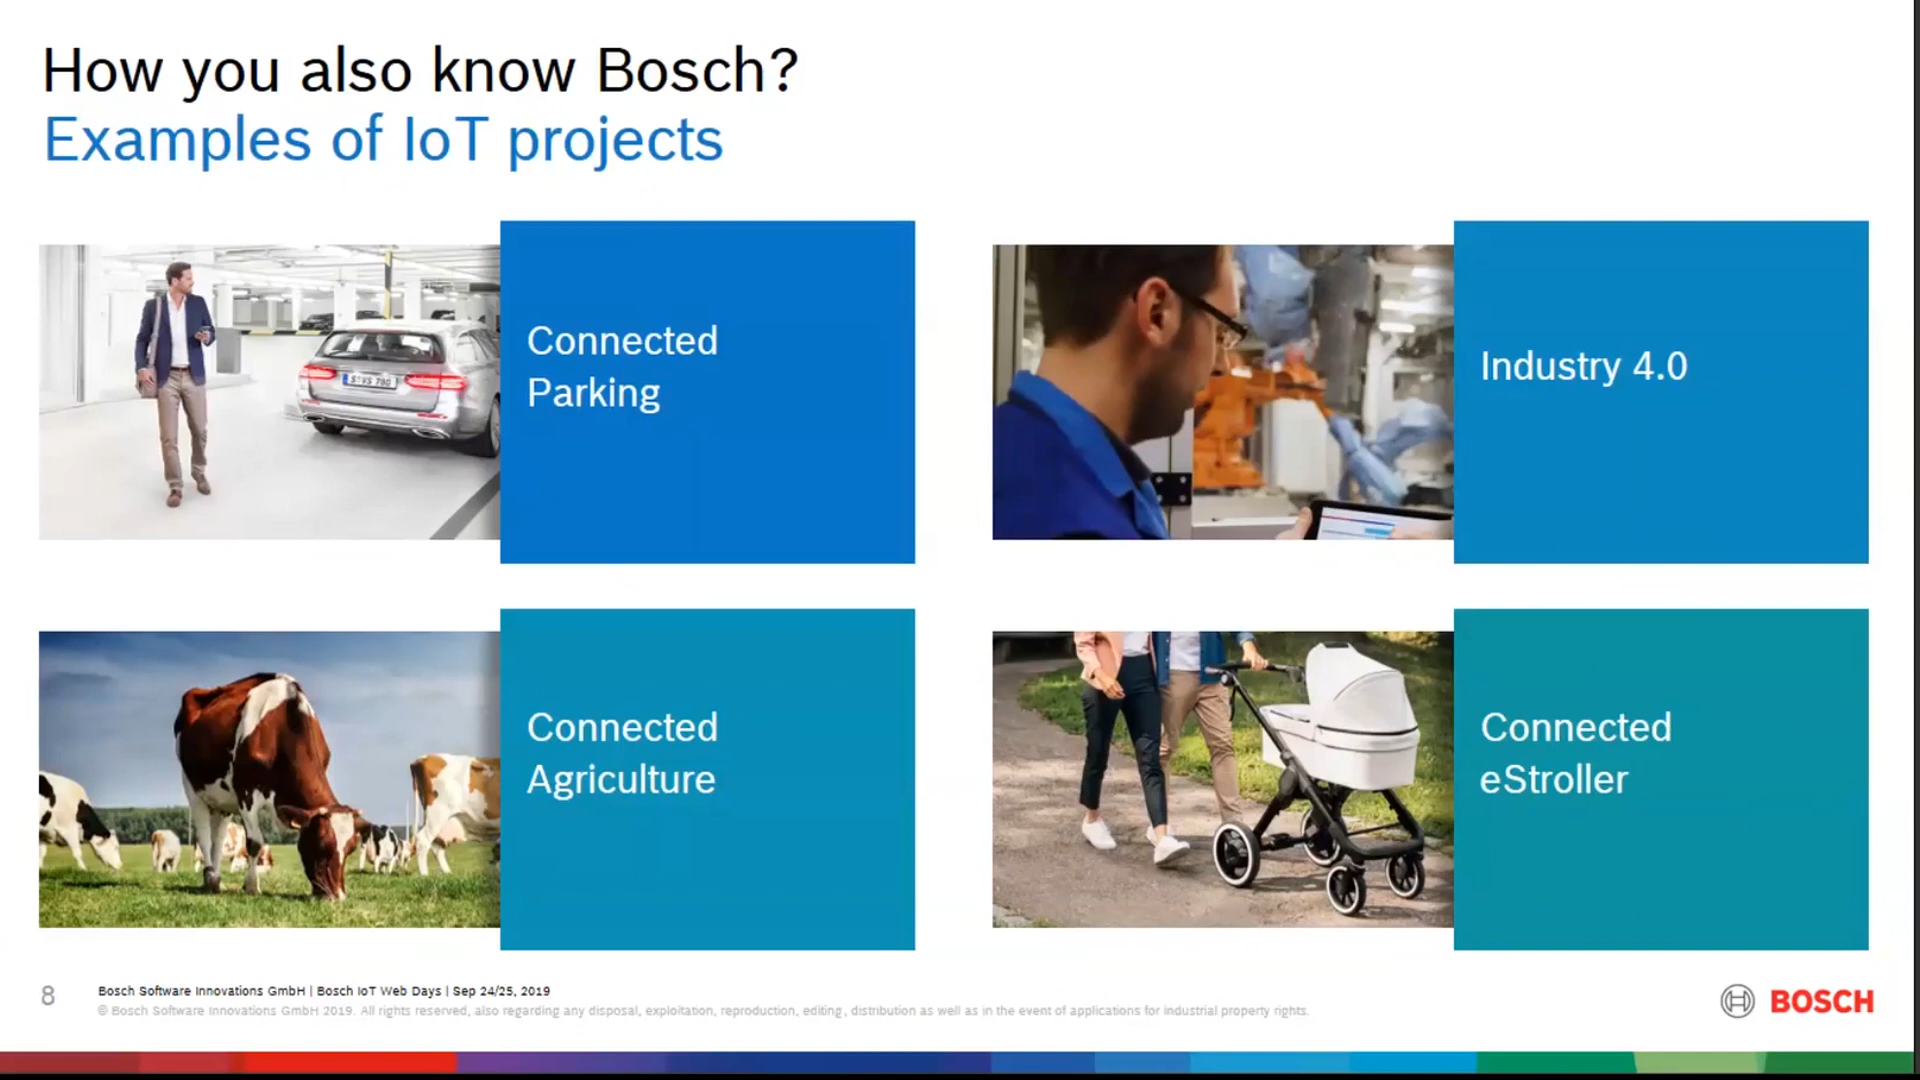 How you also know Bosch?
Examples of IoT projects
Connected
Parking
Industry 4.0
S VS 780
Connected
Agriculture
Connected
eStroller
8
Bosch Software Innovations GmbH | Bosch IoT Web Days | Sep 24/25, 2019
© Bosch Software Innovations GmbH 2019. All rights reserved, also regarding any disposal, exploitation, reproduction, editing, distribution as well as in the event of applications for industrial property rights.
BOSCH